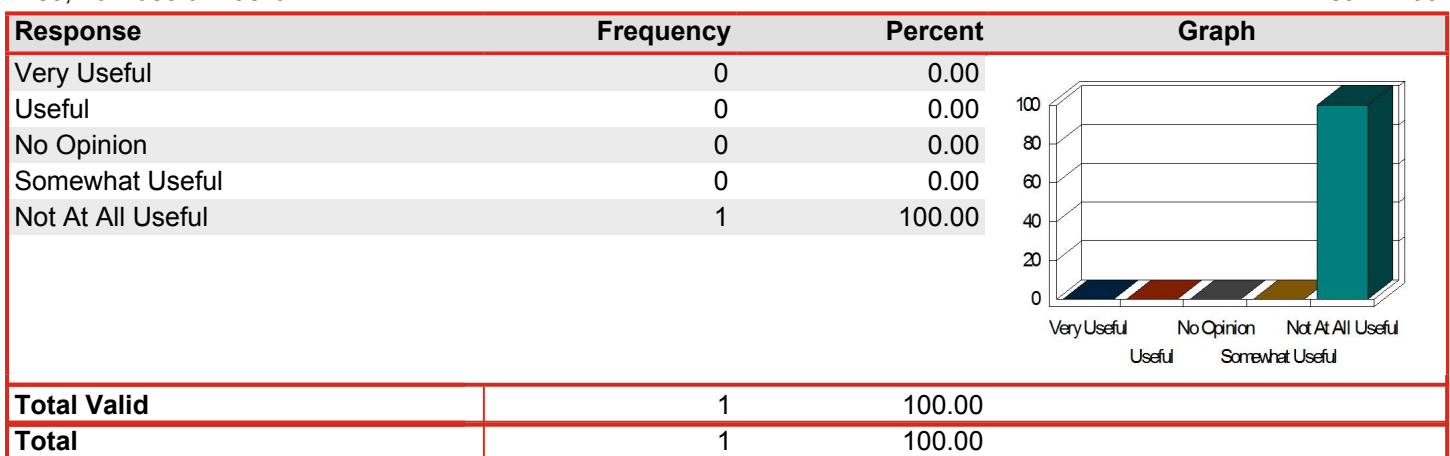 Response Frequency Percent Graph
Very Useful 0 0.00
Useful 0 0.00
No Opinion 0 0.00
Somewhat Useful 0 0.00
Not At All Useful 1 100.00
100
80
60
40
20
0
Very Useful No Opinion Not At All Useful
Useful Somewhat Useful
Total Valid 1 100.00
Total 1 100.00